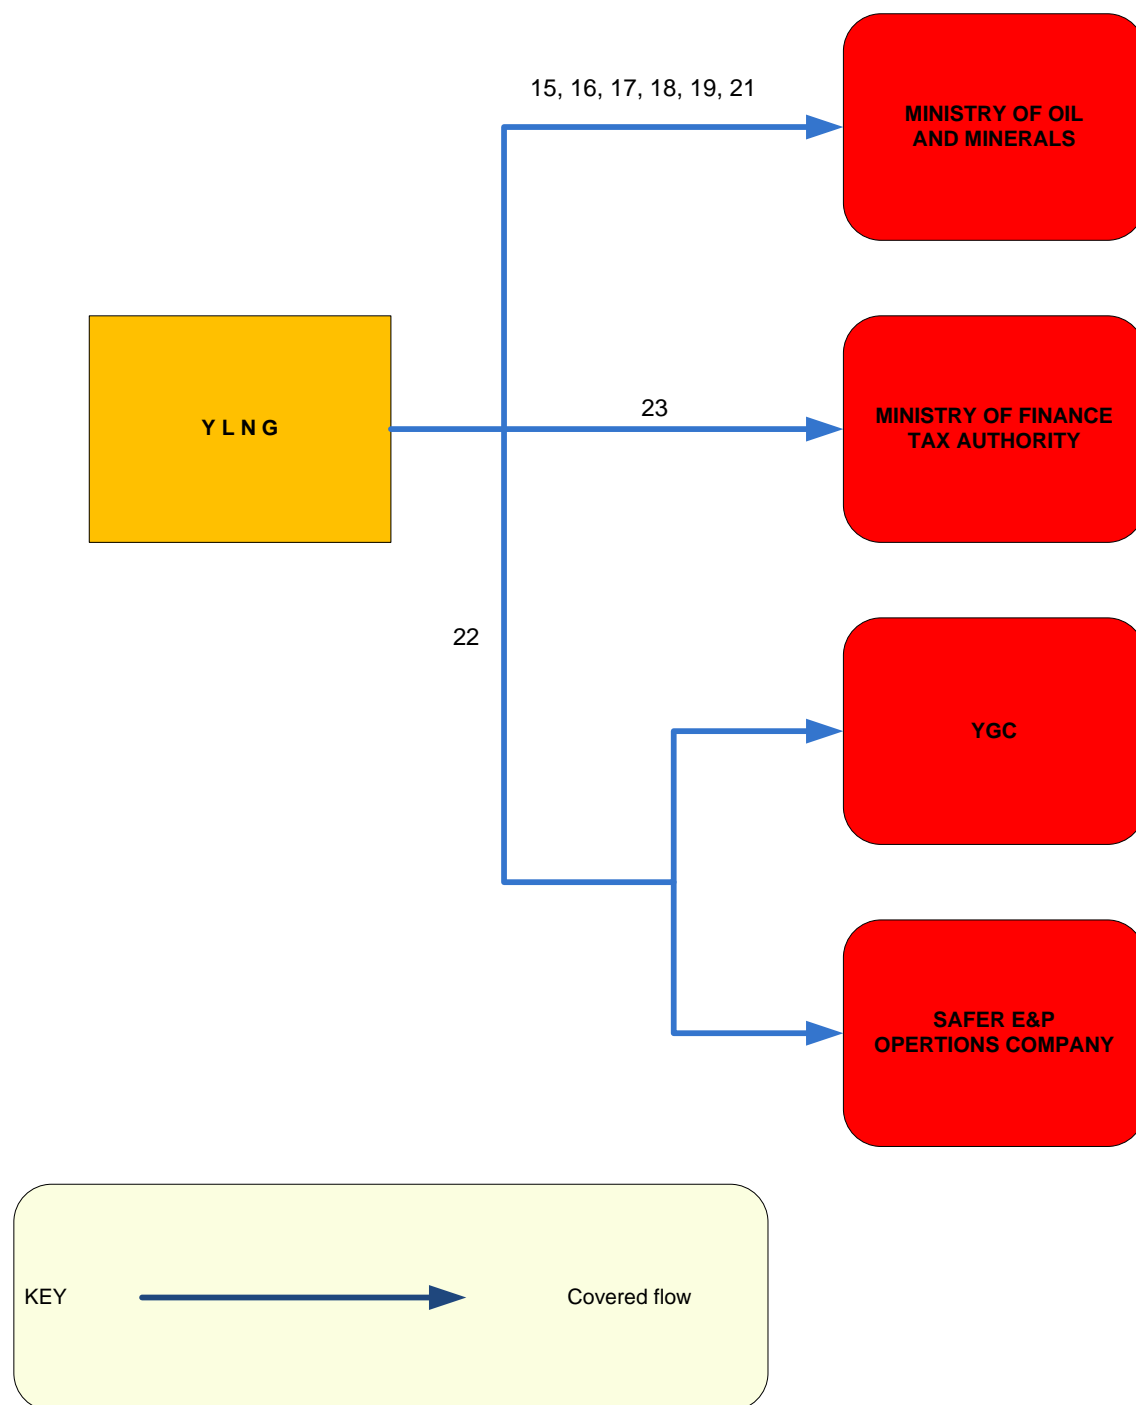 15, 16, 17, 18, 19, 21
MINISTRY OF OIL
AND MINERALS
Y L N G
23
MINISTRY OF FINANCE
TAX AUTHORITY
22
YGC
SAFER E&P
OPERTIONS COMPANY
KEY
Covered flow